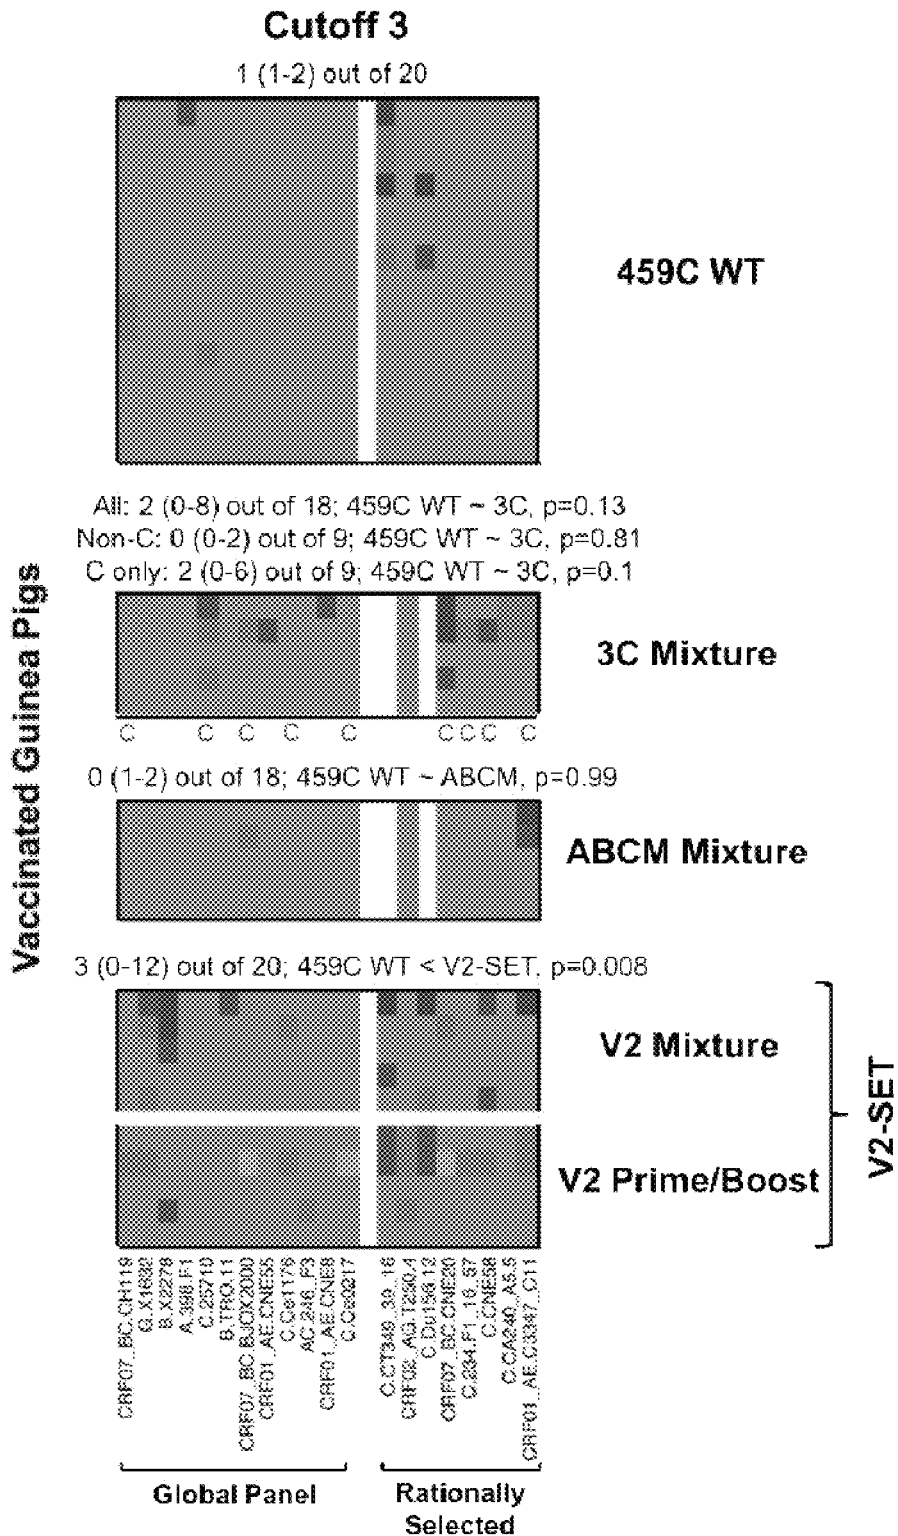 Cutoff 3
1 (1-2) out of 20
459C WT
All: 2 (0-8) out of 18; 459C WT ~ 3C, p=0.13
Non-C: 0 (0-2) out of 9; 459C WT ~ 3C, p=0.81
C only: 2 (0-6) out of 9; 459C WT ~ 3C, p=0.1
Vaccinated Guinea Pigs
3C Mixture
C C C C C C C C C
0 (1-2) out of 18; 459C WT ~ ABCM, p=0.99
ABCM Mixture
3 (0-12) out of 20; 459C WT < V2-SET, p=0.008
V2 Mixture
V2 Prime/Boost
V2-SET
CRF07_BC.CH119
G.X1632
B.X2278
A.398.F1
C.25710
B.TRO.11
CRF07_BC.BJOX2000
CRF01_AE.CNE55
C.Ce1176
AC.246_F3
CRF01_AE.CNE8
C.Ce0217
C.CT349_39_16
CRF02_AG.T250.4
C.Du156.12
CRF07_BC.CNE20
C.234.F1_16_57
C.CNE58
C.CA240_A5.5
CRF01_AE.C3347_C11
Global Panel
Rationally
Selected